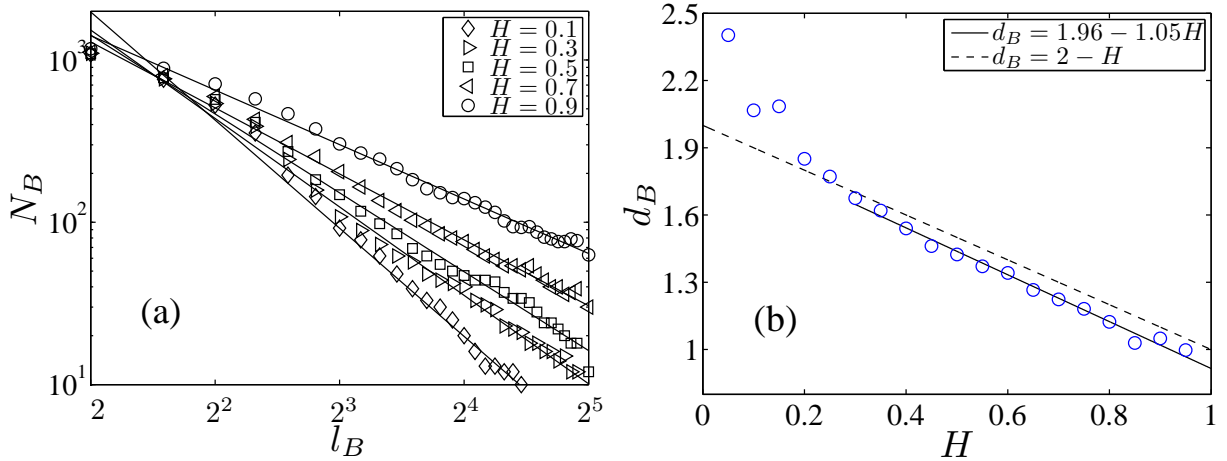 10^3
10^2
10^1
N_B
2
2^2
2^3
2^4
2^5
l_B
(a)
H = 0.1
H = 0.3
H = 0.5
H = 0.7
H = 0.9
2.5
2.2
1.9
1.6
1.3
1
d_B
0
0.2
0.4
0.6
0.8
1
H
(b)
d_B = 1.96 − 1.05H
d_B = 2 − H